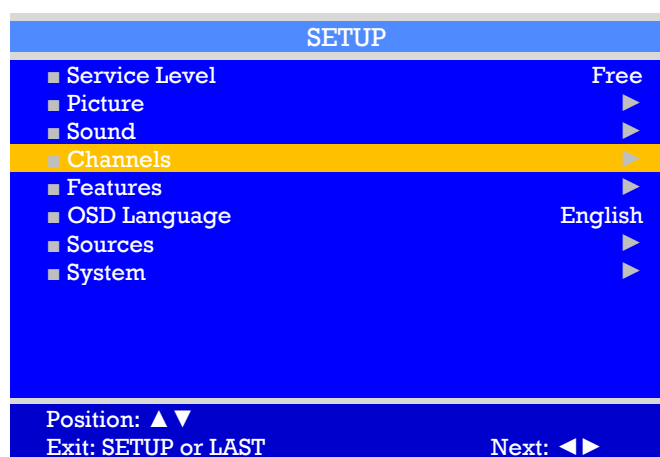 SETUP
■ Service Level Free
■ Picture ►
■ Sound ►
■ Channels ►
■ Features ►
■ OSD Language English
■ Sources ►
■ System ►
Position: ▲▼
Exit: SETUP or LAST Next: ◄►